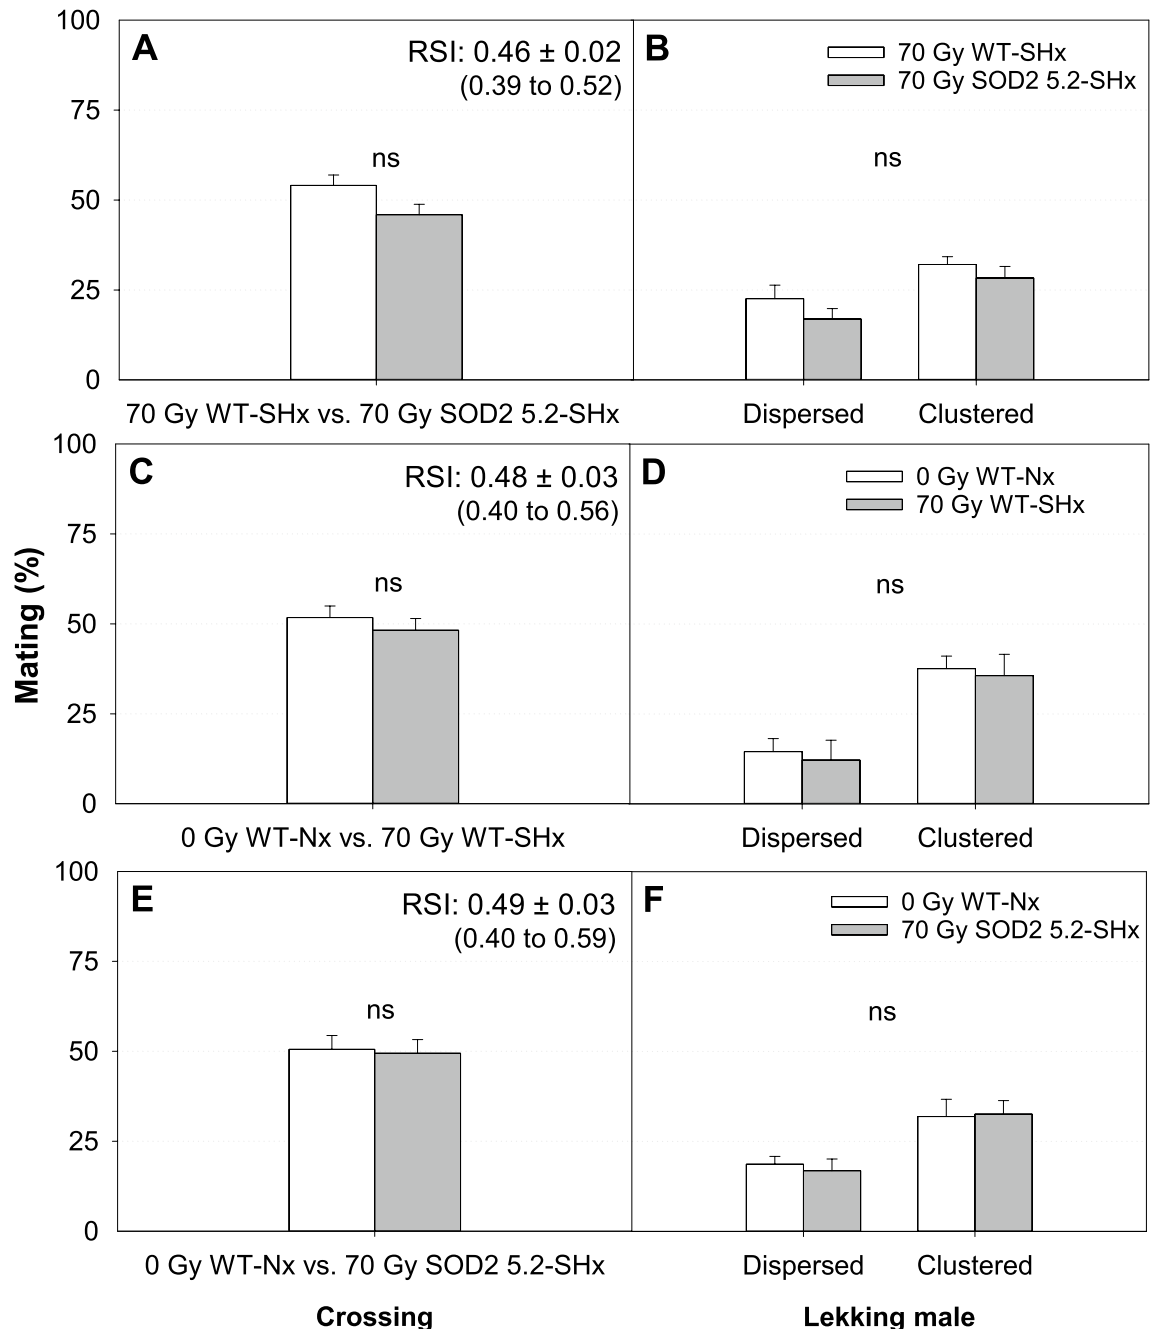 100
75
50
25
0
A
RSI: 0.46 ± 0.02
(0.39 to 0.52)
ns
70 Gy WT-SHx vs. 70 Gy SOD2 5.2-SHx
B
70 Gy WT-SHx
70 Gy SOD2 5.2-SHx
ns
Dispersed Clustered
Mating (%)
100
75
50
25
0
C
RSI: 0.48 ± 0.03
(0.40 to 0.56)
ns
0 Gy WT-Nx vs. 70 Gy WT-SHx
D
0 Gy WT-Nx
70 Gy WT-SHx
ns
Dispersed Clustered
100
75
50
25
0
E
RSI: 0.49 ± 0.03
(0.40 to 0.59)
ns
0 Gy WT-Nx vs. 70 Gy SOD2 5.2-SHx
F
0 Gy WT-Nx
70 Gy SOD2 5.2-SHx
ns
Dispersed Clustered
Crossing
Lekking male